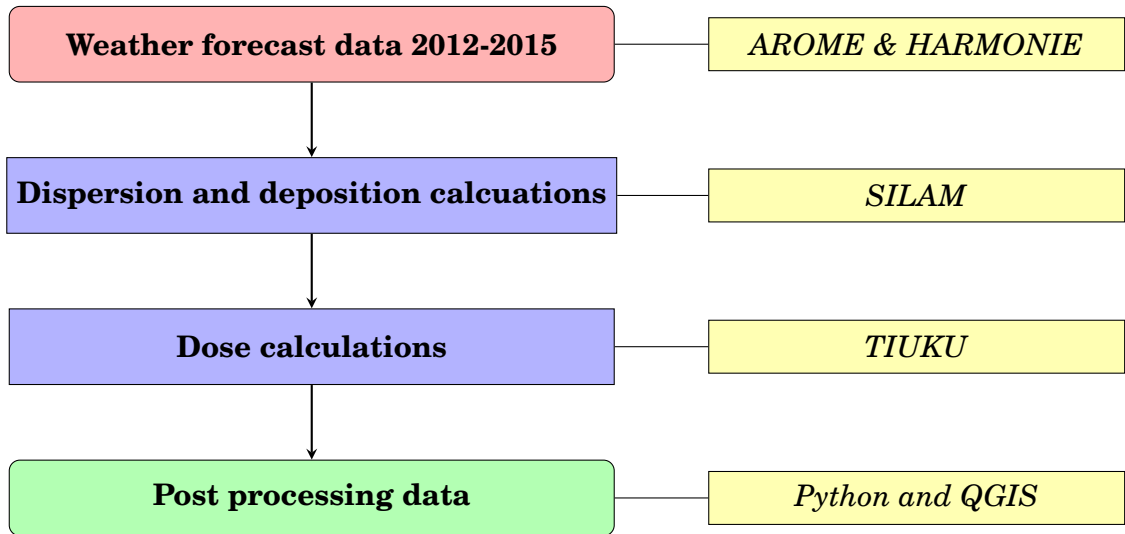 Weather forecast data 2012-2015
AROME & HARMONIE
Dispersion and deposition calcuations
SILAM
Dose calculations
TIUKU
Post processing data
Python and QGIS